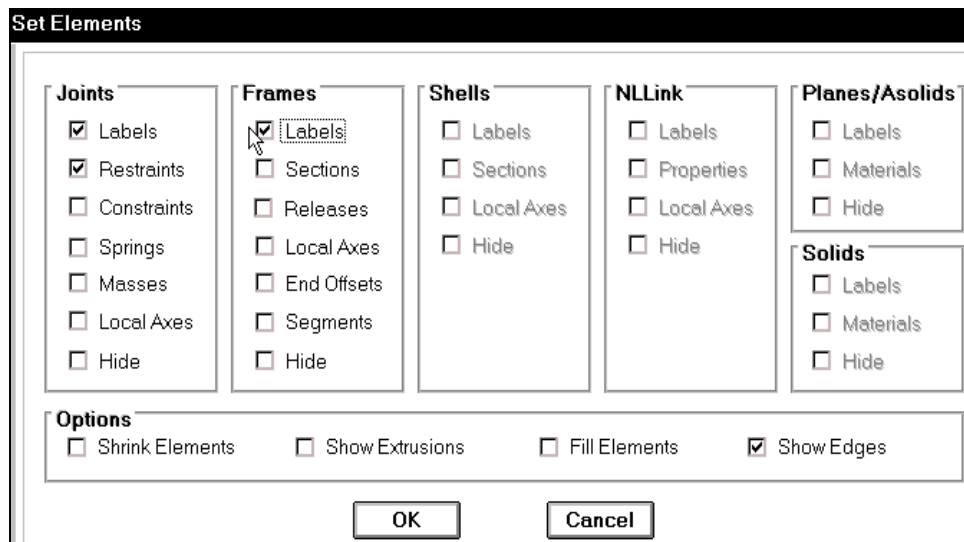 Set Elements
Joints
Labels
Restraints
Constraints
Springs
Masses
Local Axes
Hide
Frames
Labels
Sections
Releases
Local Axes
End Offsets
Segments
Hide
Shells
Labels
Sections
Local Axes
Hide
NLLink
Labels
Properties
Local Axes
Hide
Planes/Asolids
Labels
Materials
Hide
Solids
Labels
Materials
Hide
Options
Shrink Elements
Show Extrusions
Fill Elements
Show Edges
OK
Cancel